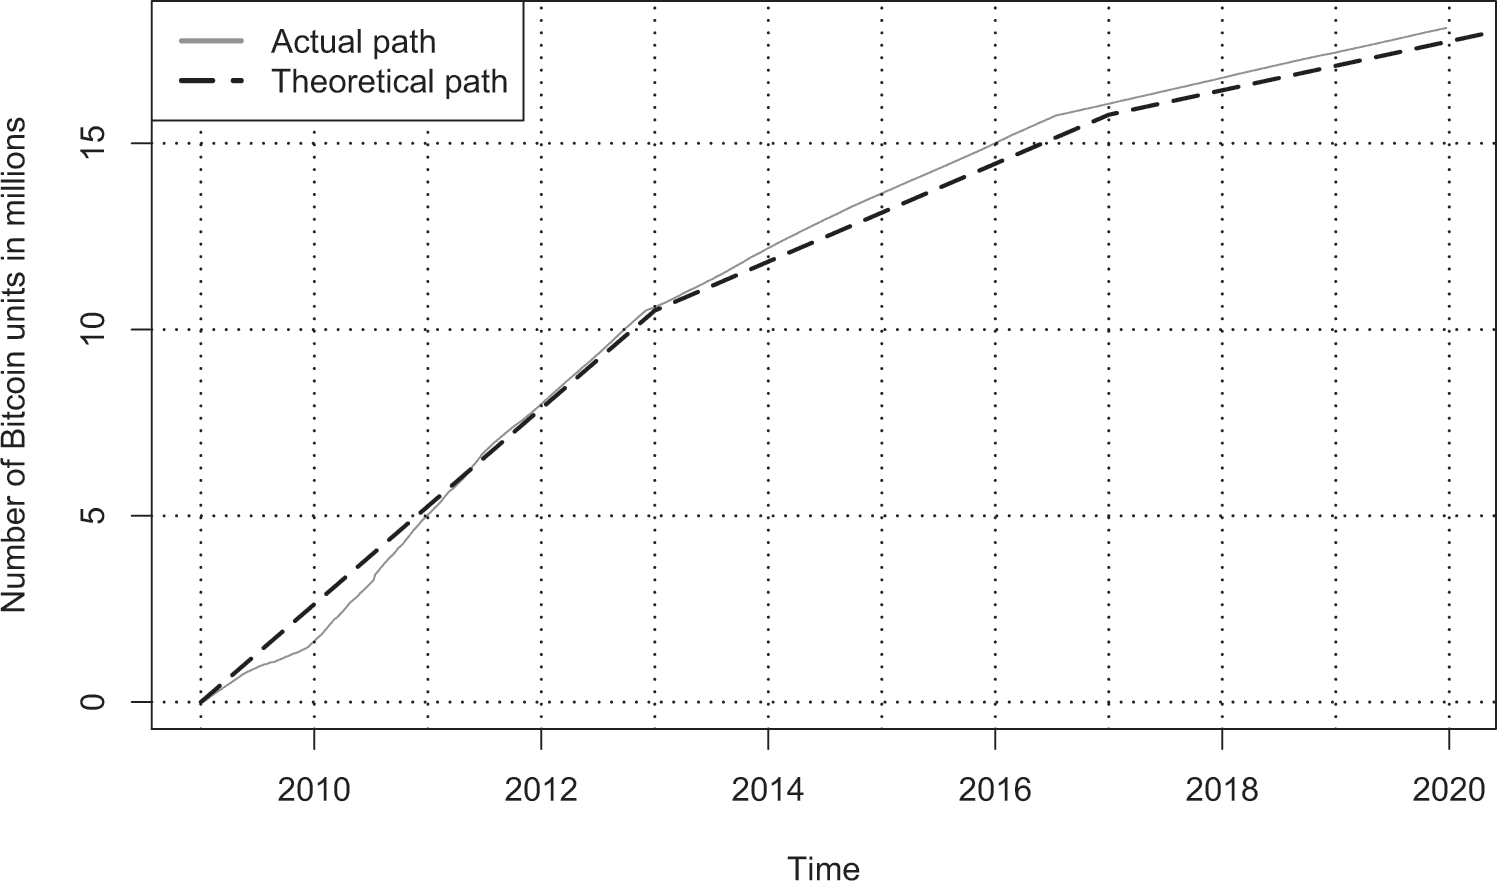 Actual path
Theoretical path
Number of Bitcoin units in millions
15
10
5
0
2010 2012 2014 2016 2018 2020
Time